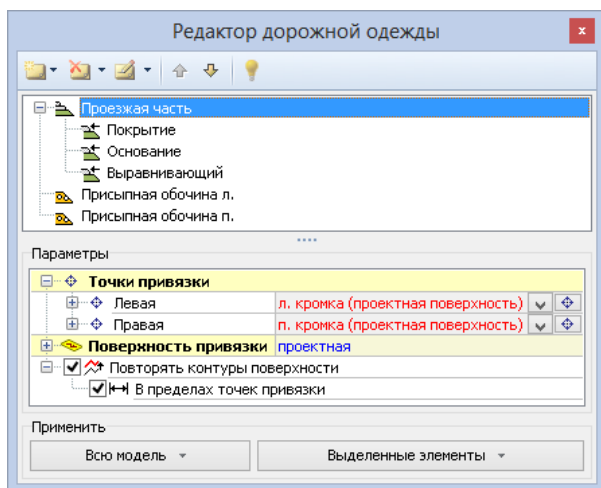 Редактор дорожной одежды
x
Проезжая часть
Покрытие
Основание
Выравнивающий
Присыпная обочина л.
Присыпная обочина п.
Параметры
Точки привязки
Левая л. кромка (проектная поверхность)
Правая п. кромка (проектная поверхность)
Поверхность привязки проектная
Повторять контуры поверхности
В пределах точек привязки
Применить
Всю модель Выделенные элементы